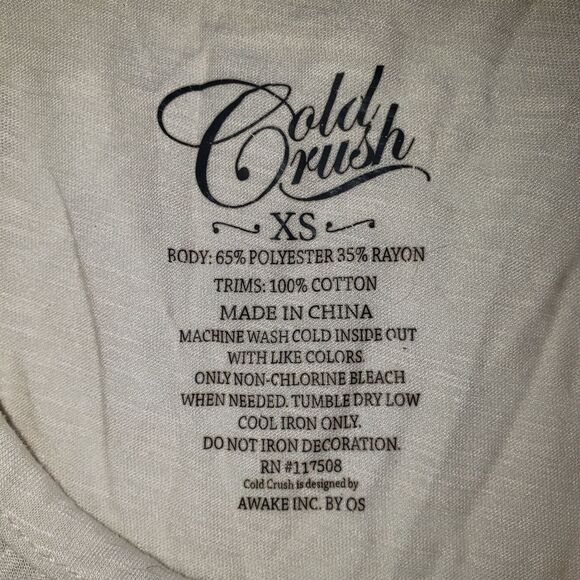 Cold
Crush
XS
BODY: 65% POLYESTER 35% RAYON
TRIMS: 100% COTTON
MADE IN CHINA
MACHINE WASH COLD INSIDE OUT
WITH LIKE COLORS.
ONLY NON-CHLORINE BLEACH
WHEN NEEDED. TUMBLE DRY LOW
COOL IRON ONLY.
DO NOT IRON DECORATION.
RN #117508
Cold Crush is designed by
AWAKE INC. BY OS